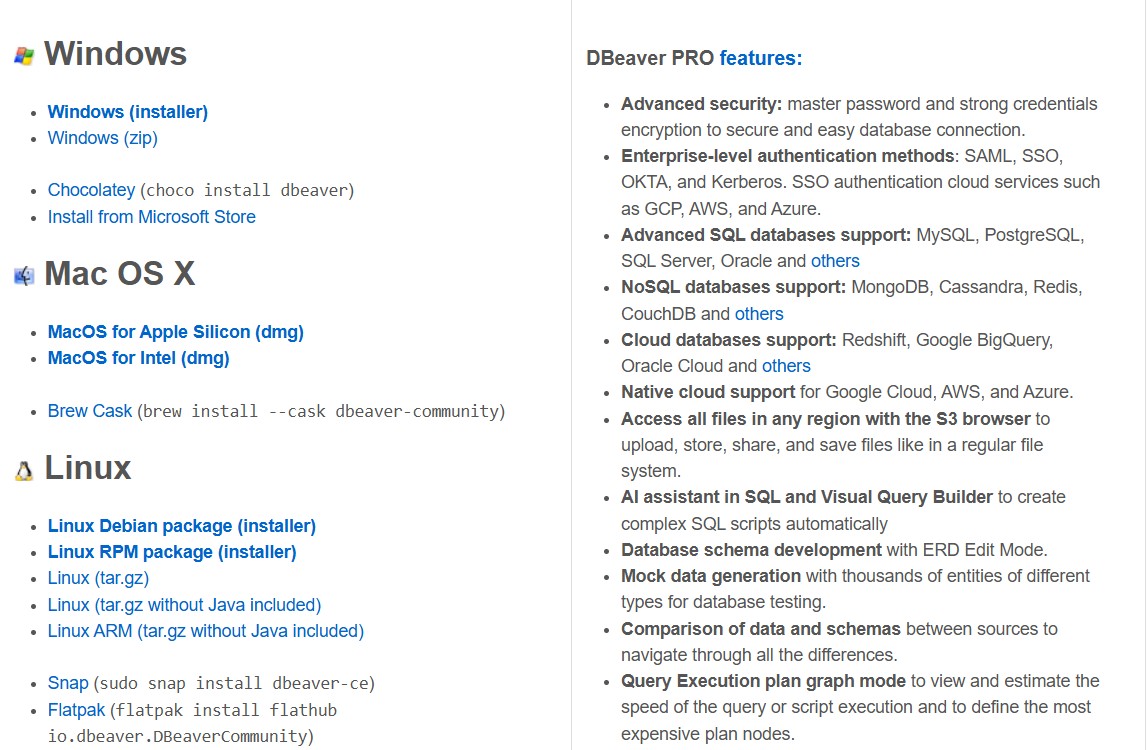 Windows
Windows (installer)
Windows (zip)
Chocolatey (choco install dbeaver)
Install from Microsoft Store
Mac OS X
MacOS for Apple Silicon (dmg)
MacOS for Intel (dmg)
Brew Cask (brew install --cask dbeaver-community)
Linux
Linux Debian package (installer)
Linux RPM package (installer)
Linux (tar.gz)
Linux (tar.gz without Java included)
Linux ARM (tar.gz without Java included)
Snap (sudo snap install dbeaver-ce)
Flatpak (flatpak install flathub
io.dbeaver.DBeaverCommunity)
DBeaver PRO features:
Advanced security: master password and strong credentials
encryption to secure and easy database connection.
Enterprise-level authentication methods: SAML, SSO,
OKTA, and Kerberos. SSO authentication cloud services such
as GCP, AWS, and Azure.
Advanced SQL databases support: MySQL, PostgreSQL,
SQL Server, Oracle and others
NoSQL databases support: MongoDB, Cassandra, Redis,
CouchDB and others
Cloud databases support: Redshift, Google BigQuery,
Oracle Cloud and others
Native cloud support for Google Cloud, AWS, and Azure.
Access all files in any region with the S3 browser to
upload, store, share, and save files like in a regular file
system.
AI assistant in SQL and Visual Query Builder to create
complex SQL scripts automatically
Database schema development with ERD Edit Mode.
Mock data generation with thousands of entities of different
types for database testing.
Comparison of data and schemas between sources to
navigate through all the differences.
Query Execution plan graph mode to view and estimate the
speed of the query or script execution and to define the most
expensive plan nodes.